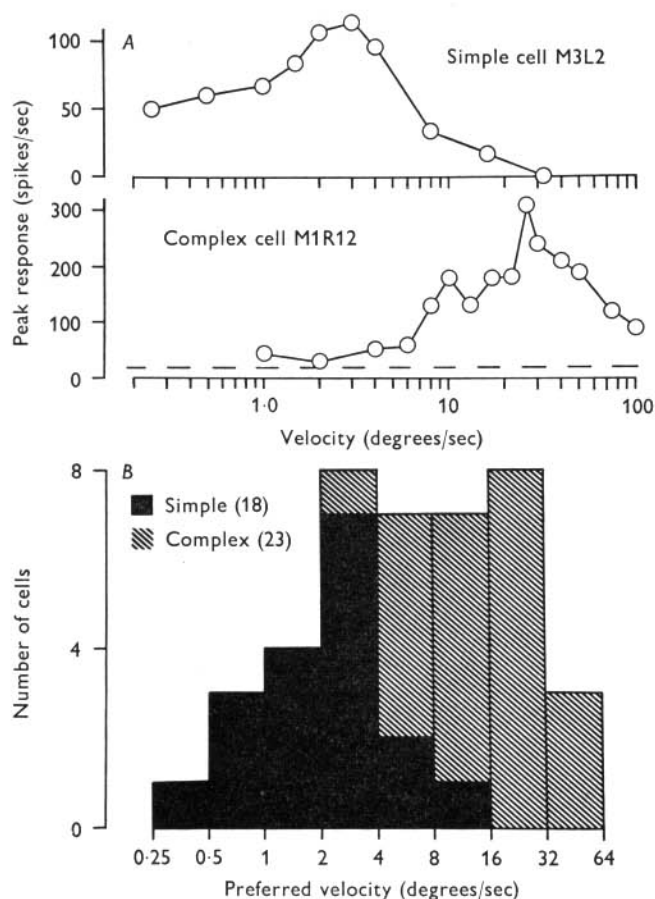 A
Simple cell M3L2
100
50
0
Peak response (spikes/sec)
300
Complex cell M1R12
200
100
0
1·0 10 100
Velocity (degrees/sec)
8
B
Simple (18)
Complex (23)
Number of cells
4
0
0·25 0·5 1 2 4 8 16 32 64
Preferred velocity (degrees/sec)